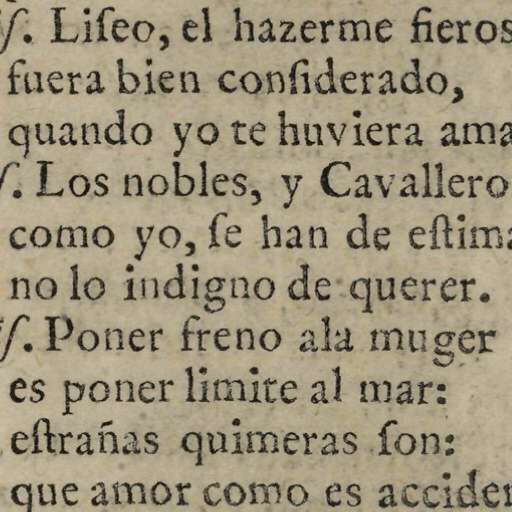 ſ. Liſeo, el hazerme fieros
fuera bien conſiderado,
quando yo te huviera ama
ſ. Los nobles, y Cavallero
como yo, ſe han de eſtima
no lo indigno de querer.
ſ. Poner freno ala muger
es poner limite al mar:
eſtrañas quimeras ſon:
que amor como es acciden